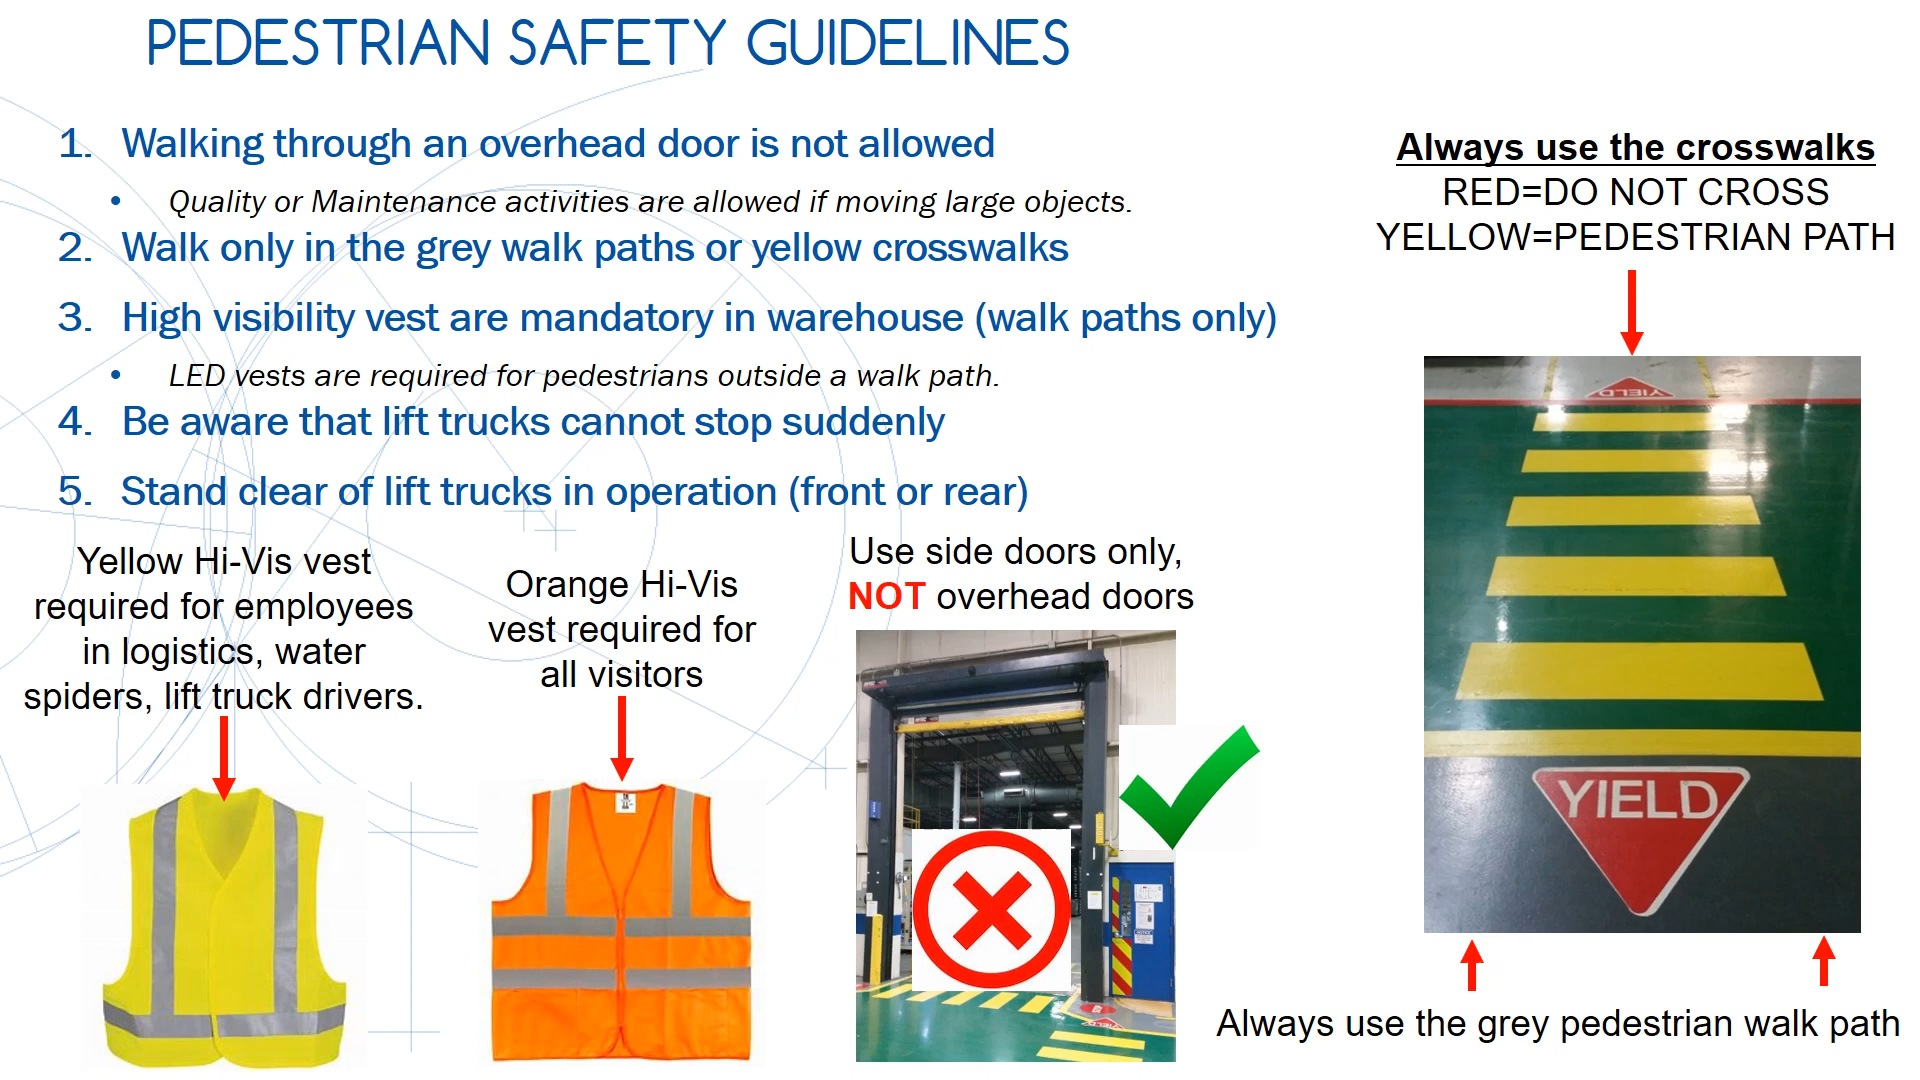 PEDESTRIAN SAFETY GUIDELINES
1. Walking through an overhead door is not allowed
• Quality or Maintenance activities are allowed if moving large objects.
2. Walk only in the grey walk paths or yellow crosswalks
3. High visibility vest are mandatory in warehouse (walk paths only)
• LED vests are required for pedestrians outside a walk path.
4. Be aware that lift trucks cannot stop suddenly
5. Stand clear of lift trucks in operation (front or rear)
Always use the crosswalks
RED=DO NOT CROSS
YELLOW=PEDESTRIAN PATH
YIELD
YIELD
Always use the grey pedestrian walk path
Yellow Hi-Vis vest
required for employees
in logistics, water
spiders, lift truck drivers.
Orange Hi-Vis
vest required for
all visitors
Use side doors only,
NOT overhead doors
YIELD